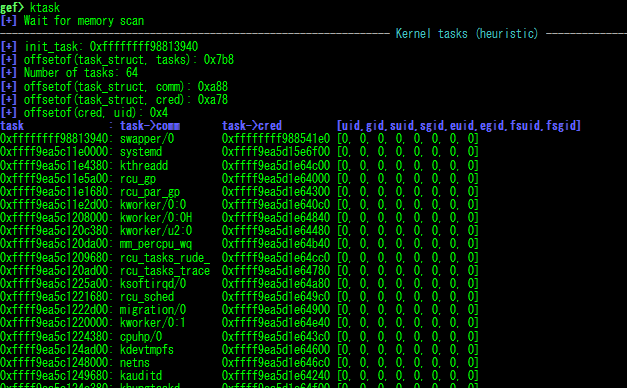 gef> ktask
[+] Wait for memory scan
Kernel tasks (heuristic)
[+] init_task: 0xffffffff98813940
[+] offsetof(task_struct, tasks): 0x7b8
[+] Number of tasks: 64
[+] offsetof(task_struct, comm): 0xa88
[+] offsetof(task_struct, cred): 0xa78
[+] offsetof(cred, uid): 0x4
task : task->comm task->cred [uid,gid,suid,sgid,euid,egid,fsuid,fsgid]
0xffffffff98813940: swapper/0 0xffffffff988541e0 [0, 0, 0, 0, 0, 0, 0, 0]
0xffff9ea5c11e0000: systemd 0xffff9ea5d15e6f00 [0, 0, 0, 0, 0, 0, 0, 0]
0xffff9ea5c11e4380: kthreadd 0xffff9ea5d1e64c00 [0, 0, 0, 0, 0, 0, 0, 0]
0xffff9ea5c11e5a00: rcu_gp 0xffff9ea5d1e64000 [0, 0, 0, 0, 0, 0, 0, 0]
0xffff9ea5c11e1680: rcu_par_gp 0xffff9ea5d1e64300 [0, 0, 0, 0, 0, 0, 0, 0]
0xffff9ea5c11e2d00: kworker/0:0 0xffff9ea5d1e640c0 [0, 0, 0, 0, 0, 0, 0, 0]
0xffff9ea5c1208000: kworker/0:0H 0xffff9ea5d1e64840 [0, 0, 0, 0, 0, 0, 0, 0]
0xffff9ea5c120c380: kworker/u2:0 0xffff9ea5d1e64480 [0, 0, 0, 0, 0, 0, 0, 0]
0xffff9ea5c120da00: mm_percpu_wq 0xffff9ea5d1e64b40 [0, 0, 0, 0, 0, 0, 0, 0]
0xffff9ea5c1209680: rcu_tasks_rude_ 0xffff9ea5d1e64cc0 [0, 0, 0, 0, 0, 0, 0, 0]
0xffff9ea5c120ad00: rcu_tasks_trace 0xffff9ea5d1e64780 [0, 0, 0, 0, 0, 0, 0, 0]
0xffff9ea5c1225a00: ksoftirqd/0 0xffff9ea5d1e64a80 [0, 0, 0, 0, 0, 0, 0, 0]
0xffff9ea5c1221680: rcu_sched 0xffff9ea5d1e649c0 [0, 0, 0, 0, 0, 0, 0, 0]
0xffff9ea5c1222d00: migration/0 0xffff9ea5d1e64900 [0, 0, 0, 0, 0, 0, 0, 0]
0xffff9ea5c1220000: kworker/0:1 0xffff9ea5d1e64e40 [0, 0, 0, 0, 0, 0, 0, 0]
0xffff9ea5c1224380: cpuhp/0 0xffff9ea5d1e643c0 [0, 0, 0, 0, 0, 0, 0, 0]
0xffff9ea5c124ad00: kdevtmpfs 0xffff9ea5d1e64600 [0, 0, 0, 0, 0, 0, 0, 0]
0xffff9ea5c1248000: netns 0xffff9ea5d1e646c0 [0, 0, 0, 0, 0, 0, 0, 0]
0xffff9ea5c1249680: kauditd 0xffff9ea5d1e64240 [0, 0, 0, 0, 0, 0, 0, 0]